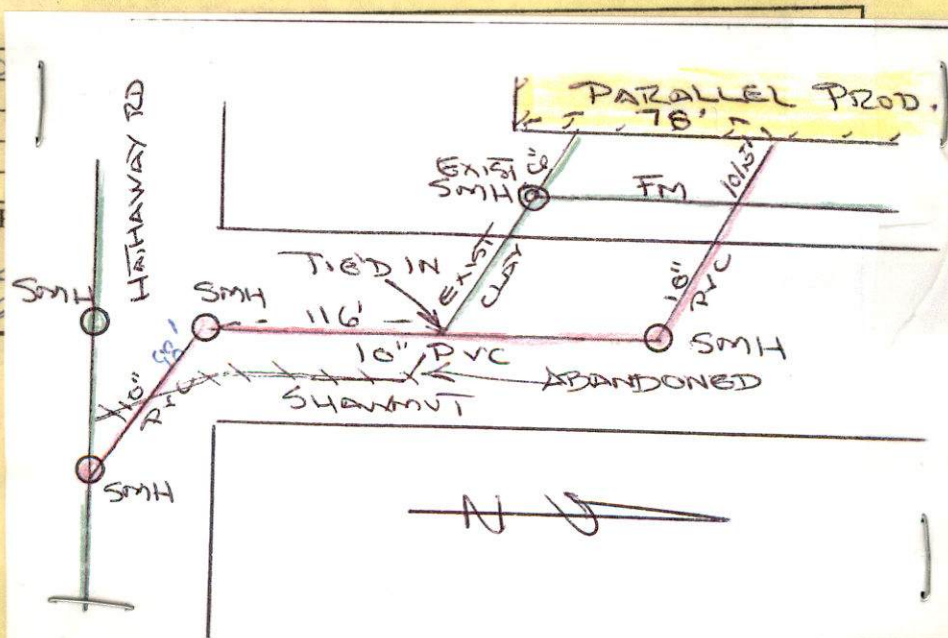 HATHAWAY RD
PARALLEL PROD.
78'
EXIST
SMH
FM
10"
PVC
EXIST
CLAY
TIE'D IN
SMH
SMH
116'
10" PVC
SMH
ABANDONED
SHAWMUT
10"
PVC
SMH
N